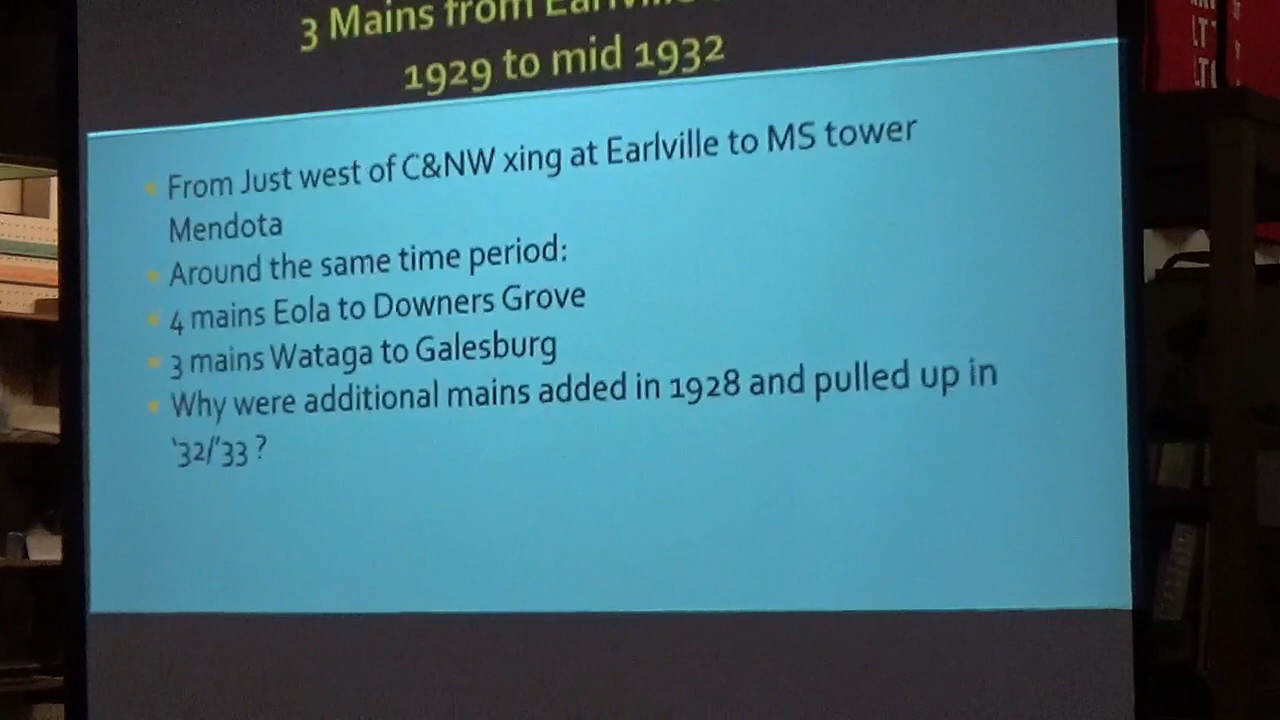 3 Mains from Earlville
1929 to mid 1932
From Just west of C&NW xing at Earlville to MS tower
Mendota
Around the same time period:
4 mains Eola to Downers Grove
3 mains Wataga to Galesburg
Why were additional mains added in 1928 and pulled up in
‘32/’33 ?